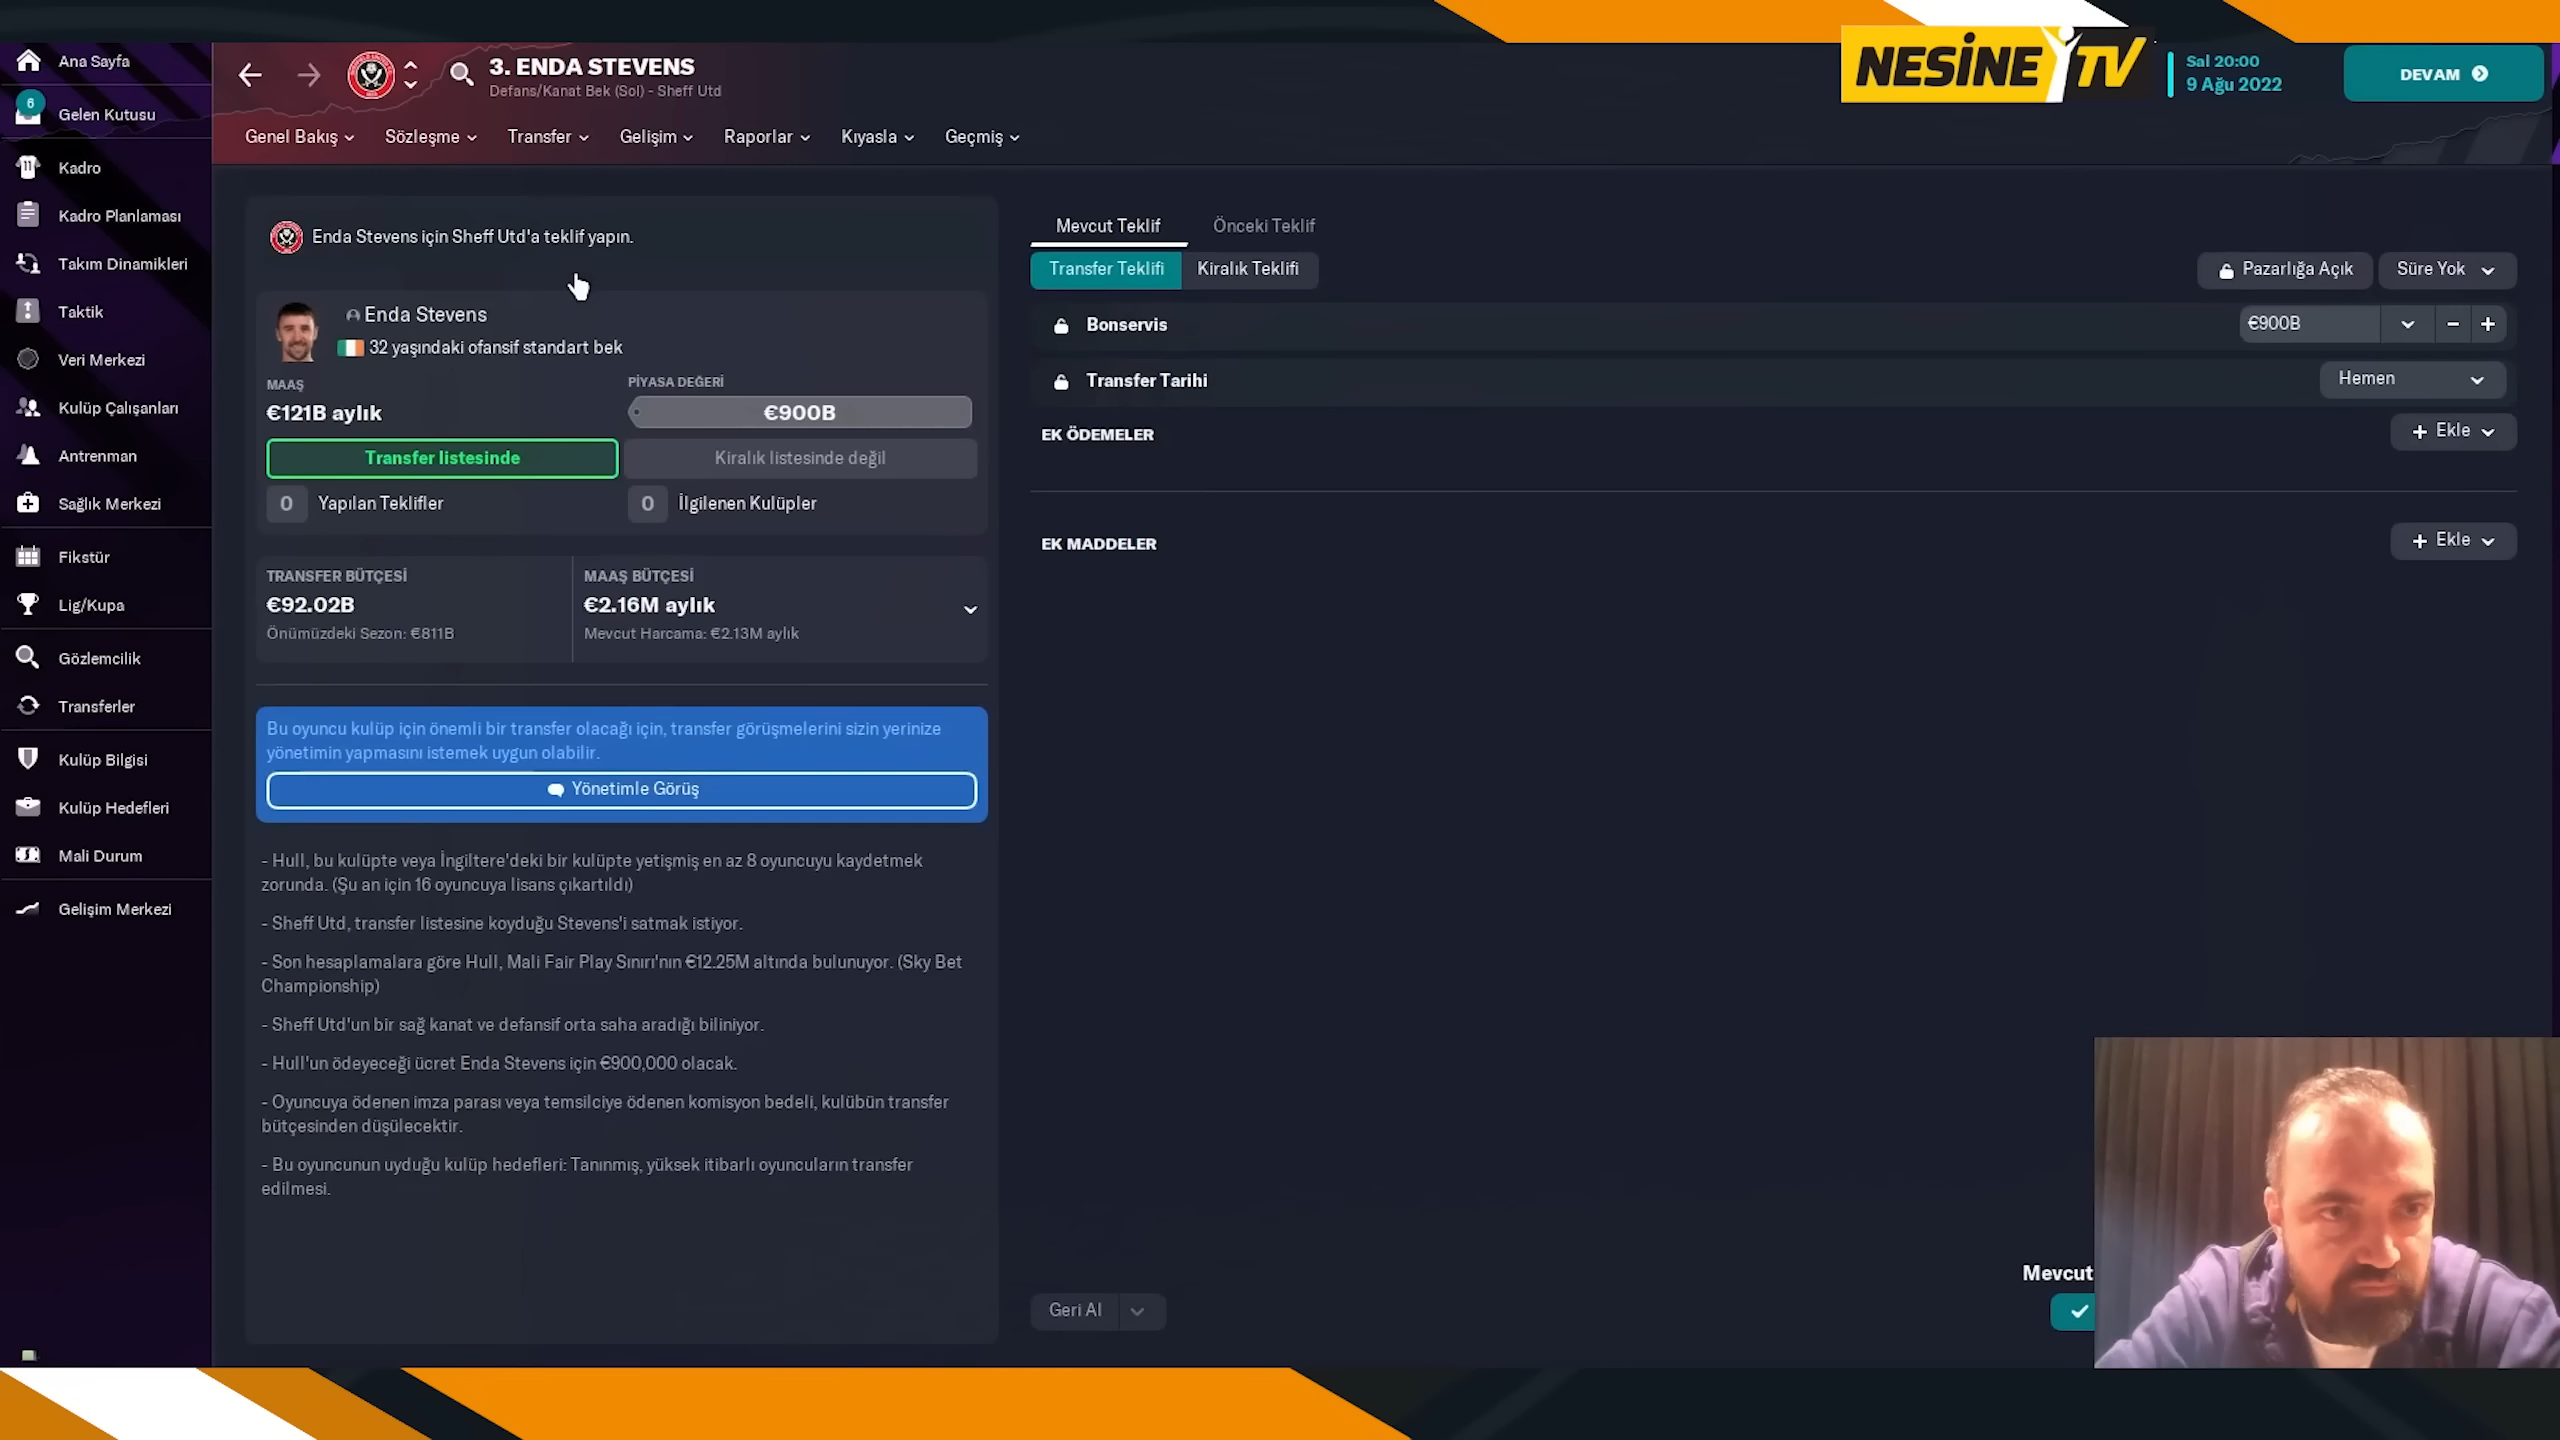 NESİNE TV
Sal 20:00
9 Ağu 2022
DEVAM
Ana Sayfa
6
Gelen Kutusu
Kadro
Kadro Planlaması
Takım Dinamikleri
Taktik
Veri Merkezi
Kulüp Çalışanları
Antrenman
Sağlık Merkezi
Fikstür
Lig/Kupa
Gözlemcilik
Transferler
Kulüp Bilgisi
Kulüp Hedefleri
Mali Durum
Gelişim Merkezi
3. ENDA STEVENS
Defans/Kanat Bek (Sol) - Sheff Utd
Genel Bakış
Sözleşme
Transfer
Gelişim
Raporlar
Kıyasla
Geçmiş
Enda Stevens için Sheff Utd'a teklif yapın.
Enda Stevens
32 yaşındaki ofansif standart bek
MAAŞ
€121B aylık
PİYASA DEĞERİ
€900B
Transfer listesinde
Kiralık listesinde değil
0 Yapılan Teklifler
0 İlgilenen Kulüpler
TRANSFER BÜTÇESİ
€92.02B
Önümüzdeki Sezon: €811B
MAAŞ BÜTÇESİ
€2.16M aylık
Mevcut Harcama: €2.13M aylık
Bu oyuncu kulüp için önemli bir transfer olacağı için, transfer görüşmelerini sizin yerinize
yönetimin yapmasını istemek uygun olabilir.
Yönetimle Görüş
- Hull, bu kulüpte veya İngiltere'deki bir kulüpte yetişmiş en az 8 oyuncuyu kaydetmek
zorunda. (Şu an için 16 oyuncuya lisans çıkartıldı)
- Sheff Utd, transfer listesine koyduğu Stevens'i satmak istiyor.
- Son hesaplamalara göre Hull, Mali Fair Play Sınırı'nın €12.25M altında bulunuyor. (Sky Bet
Championship)
- Sheff Utd'un bir sağ kanat ve defansif orta saha aradığı biliniyor.
- Hull'un ödeyeceği ücret Enda Stevens için €900,000 olacak.
- Oyuncuya ödenen imza parası veya temsilciye ödenen komisyon bedeli, kulübün transfer
bütçesinden düşülecektir.
- Bu oyuncunun uyduğu kulüp hedefleri: Tanınmış, yüksek itibarlı oyuncuların transfer
edilmesi.
Mevcut Teklif
Önceki Teklif
Transfer Teklifi
Kiralık Teklifi
Pazarlığa Açık
Süre Yok
Bonservis
€900B
Transfer Tarihi
Hemen
EK ÖDEMELER
+ Ekle
EK MADDELER
+ Ekle
Geri Al
Mevcut